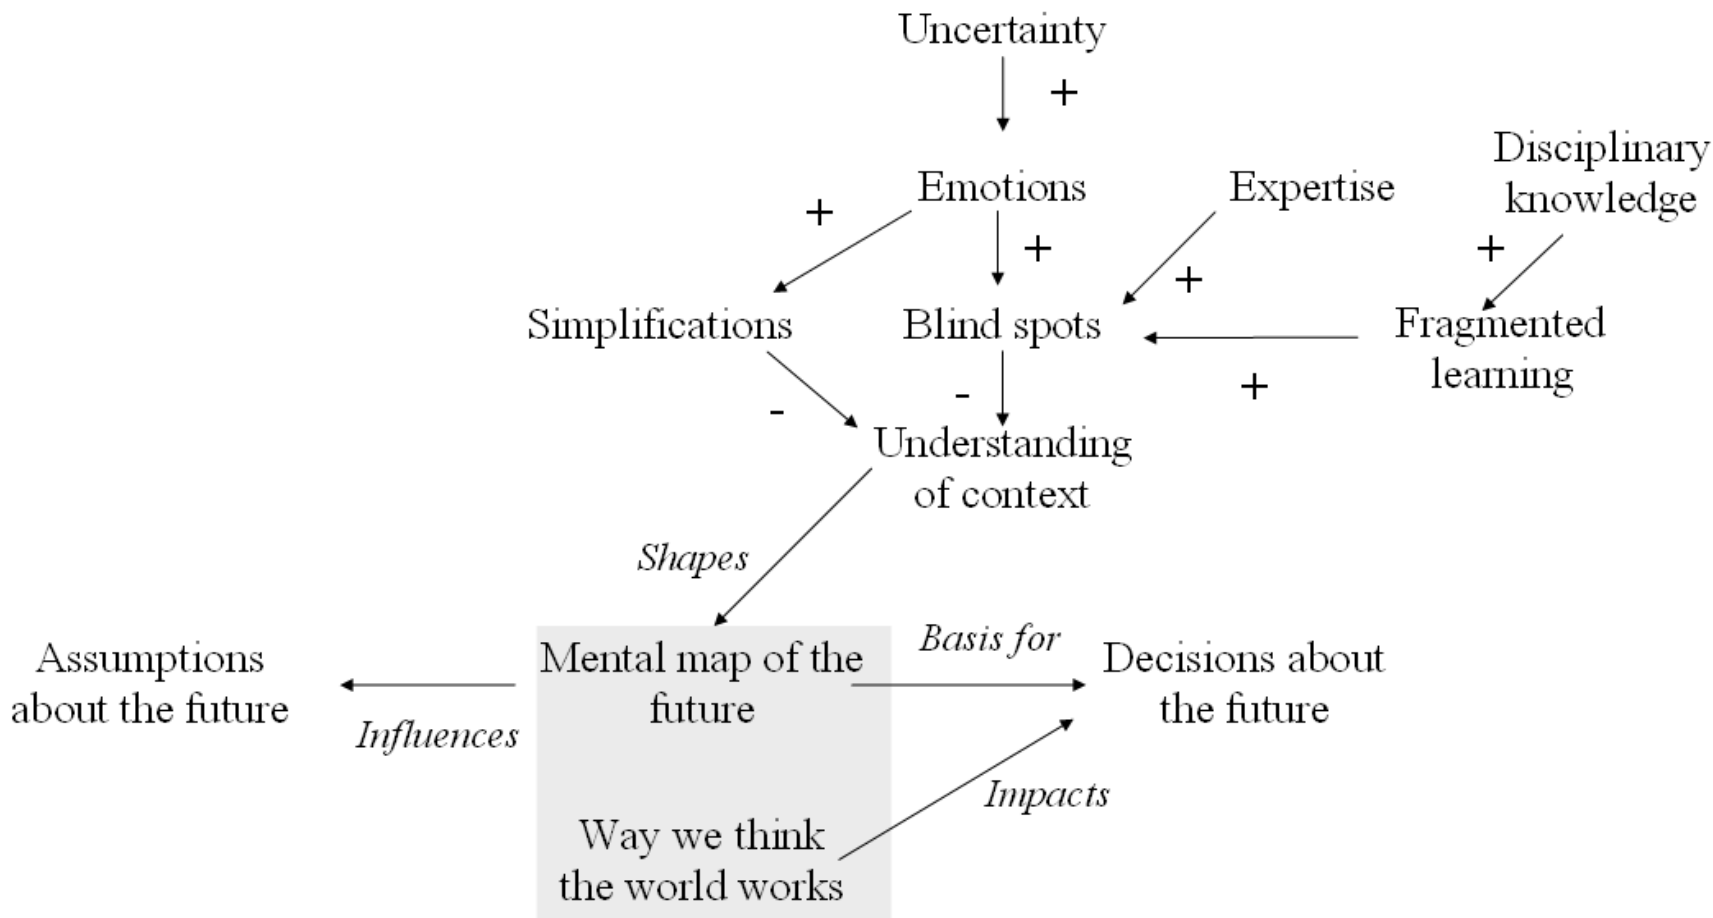 Uncertainty
+
Disciplinary
knowledge
Emotions
Expertise
+
+
+
+
Simplifications
Blind spots
Fragmented
learning
-
-
+
Understanding
of context
Shapes
Assumptions
about the future
Mental map of the
future
Basis for
Decisions about
the future
Influences
Impacts
Way we think
the world works